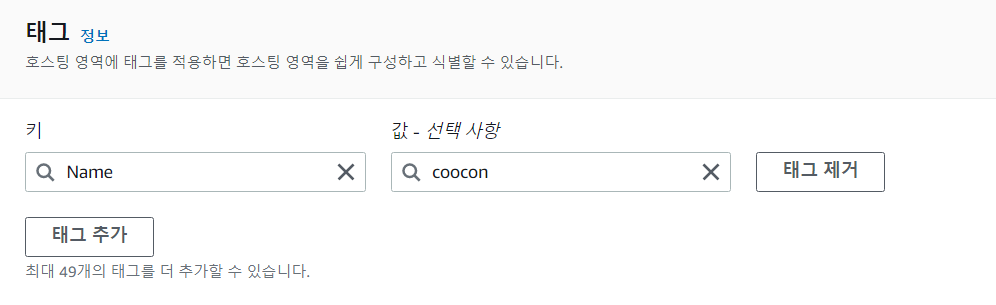 태그 정보
호스팅 영역에 태그를 적용하면 호스팅 영역을 쉽게 구성하고 식별할 수 있습니다.
키
값 - 선택 사항
Name
coocon
태그 제거
태그 추가
최대 49개의 태그를 더 추가할 수 있습니다.